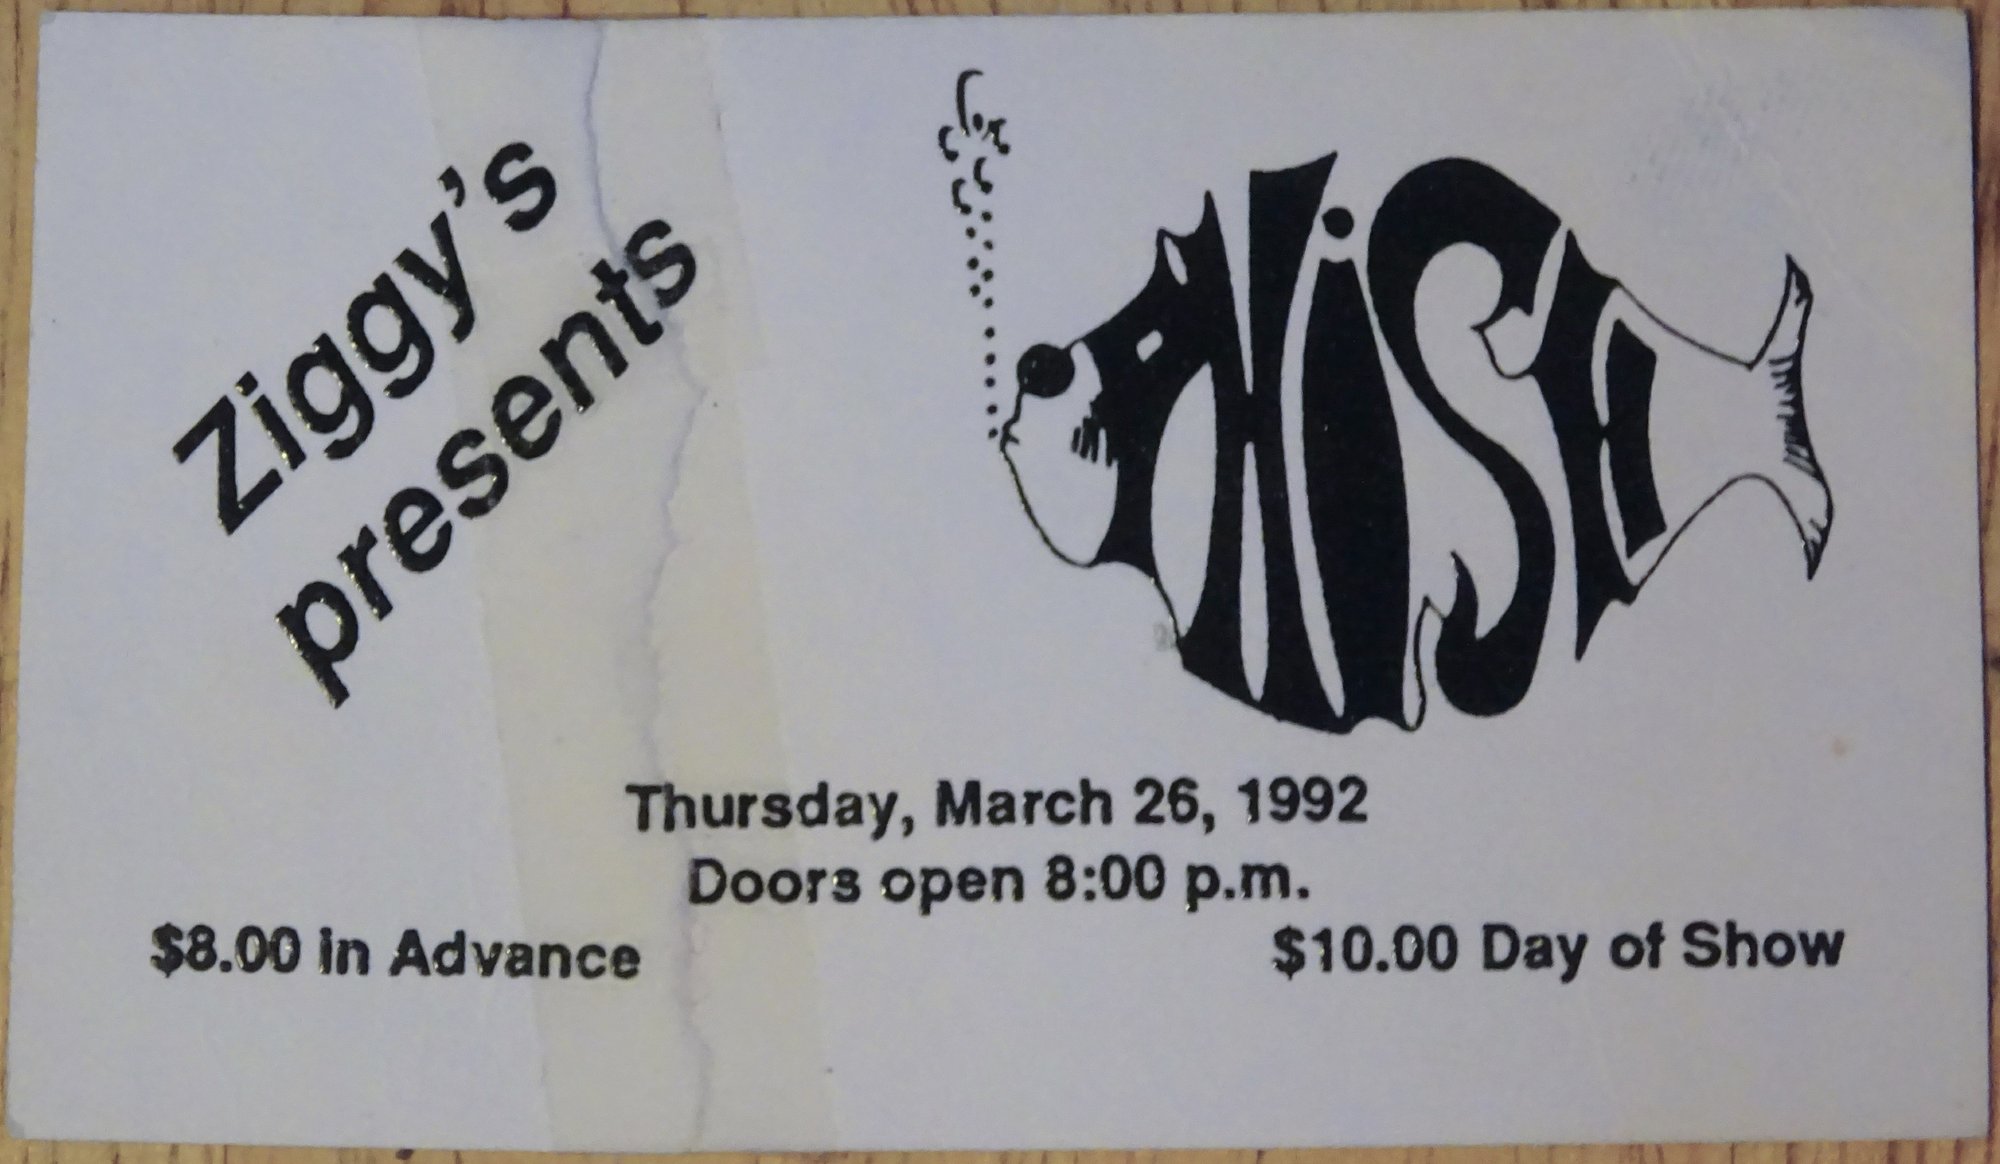 Ziggy's
presents
PHiSH
Thursday, March 26, 1992
Doors open 8:00 p.m.
$8.00 in Advance
$10.00 Day of Show